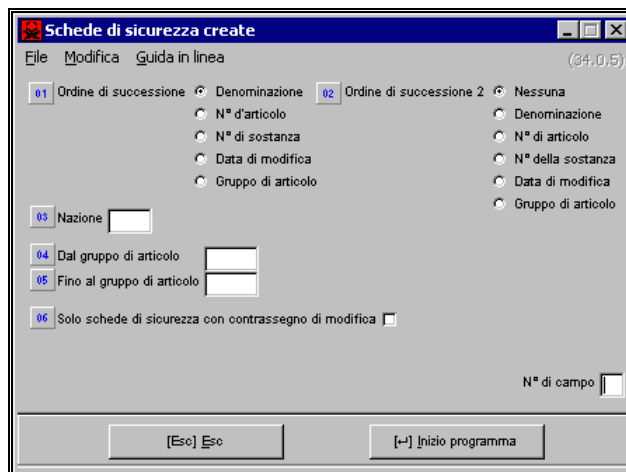 Schede di sicurezza create
File Modifica Guida in linea (34.0.5)
01 Ordine di successione Denominazione 02 Ordine di successione 2 Nessuna
N° d'articolo Denominazione
N° di sostanza N° di articolo
Data di modifica N° della sostanza
Gruppo di articolo Data di modifica
Gruppo di articolo
03 Nazione
04 Dal gruppo di articolo
05 Fino al gruppo di articolo
06 Solo schede di sicurezza con contrassegno di modifica
N° di campo
[Esc] Esc [↵] Inizio programma